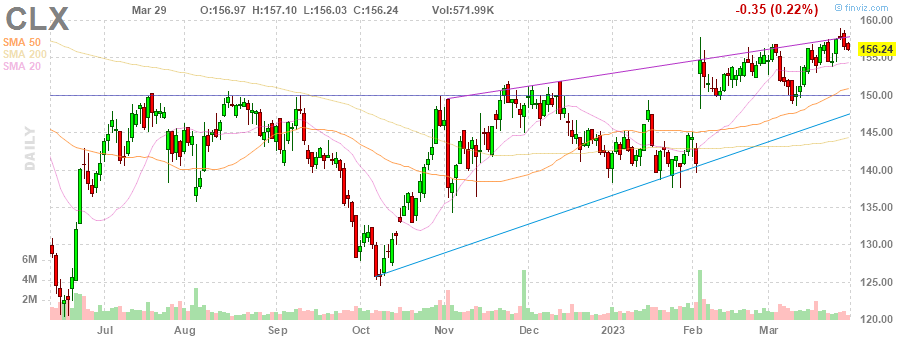 CLX
Mar 29 O:156.97 H:157.10 L:156.03 C:156.24 Vol:571.99K
-0.35 (0.22%)
© finviz.com
SMA 50
SMA 200
SMA 20
DAILY
160.00
156.24
155.00
150.00
145.00
140.00
135.00
130.00
125.00
120.00
6M
4M
2M
Jul Aug Sep Oct Nov Dec 2023 Feb Mar